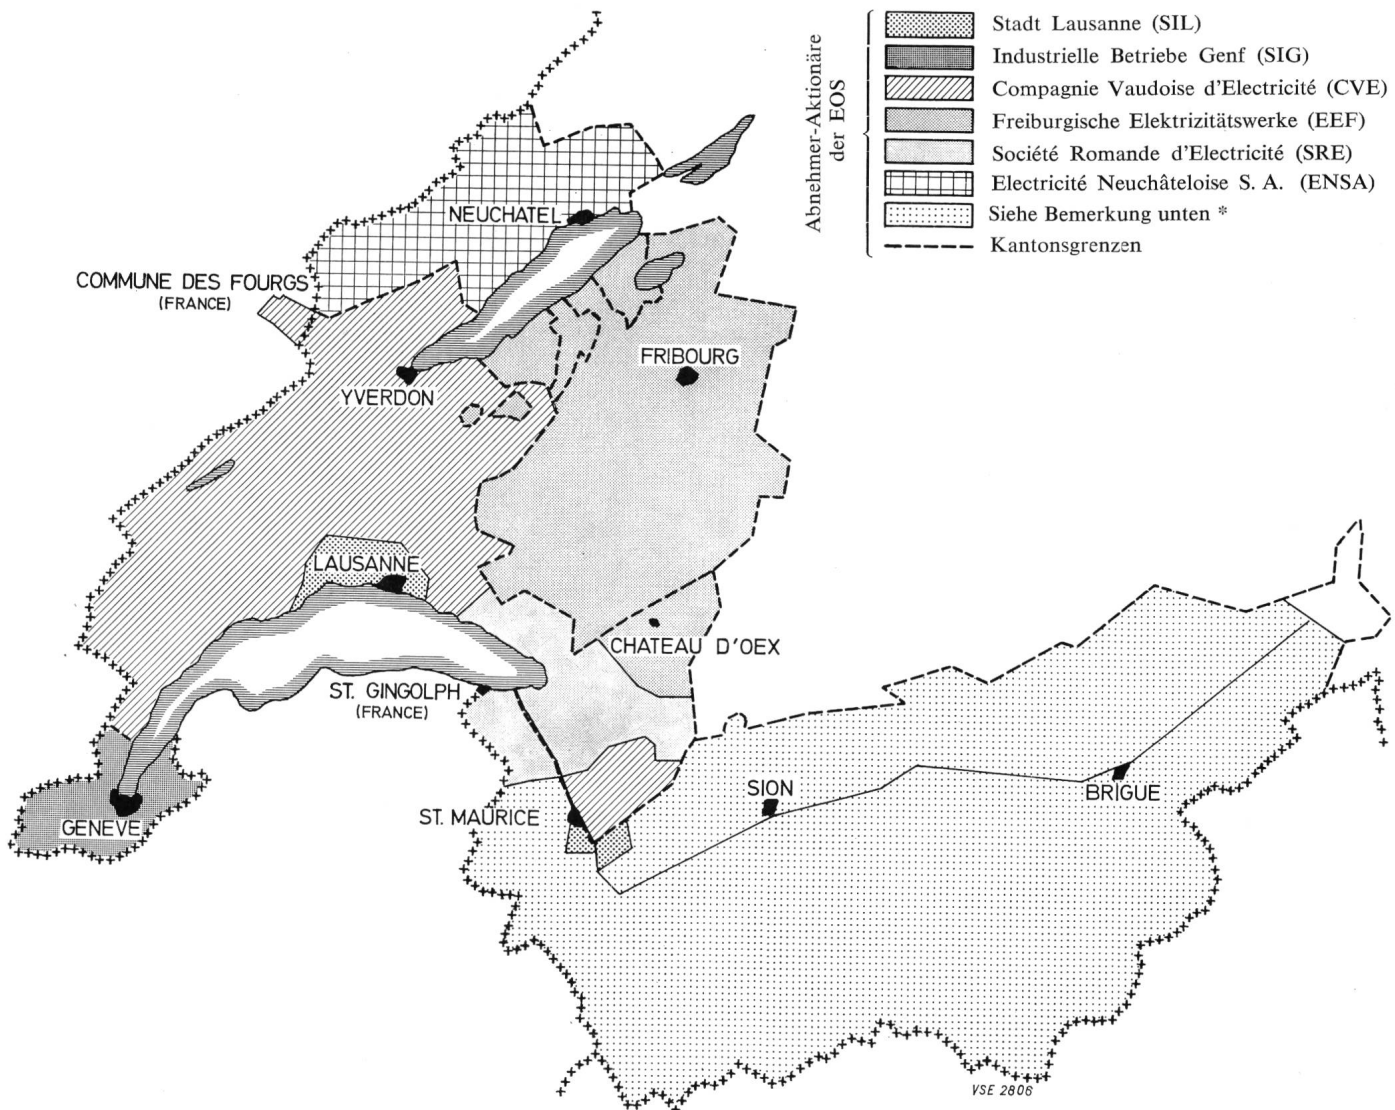 Abnehmer-Aktionäre
der EOS
Stadt Lausanne (SIL)
Industrielle Betriebe Genf (SIG)
Compagnie Vaudoise d'Electricité (CVE)
Freiburgische Elektrizitätswerke (EEF)
Société Romande d'Electricité (SRE)
Electricité Neuchâteloise S. A. (ENSA)
Siehe Bemerkung unten *
Kantonsgrenzen
NEUCHATEL
COMMUNE DES FOURGS
(FRANCE)
FRIBOURG
YVERDON
LAUSANNE
CHATEAU D'OEX
ST. GINGOLPH
(FRANCE)
SION
BRIGUE
ST. MAURICE
GENEVE
VSE 2806